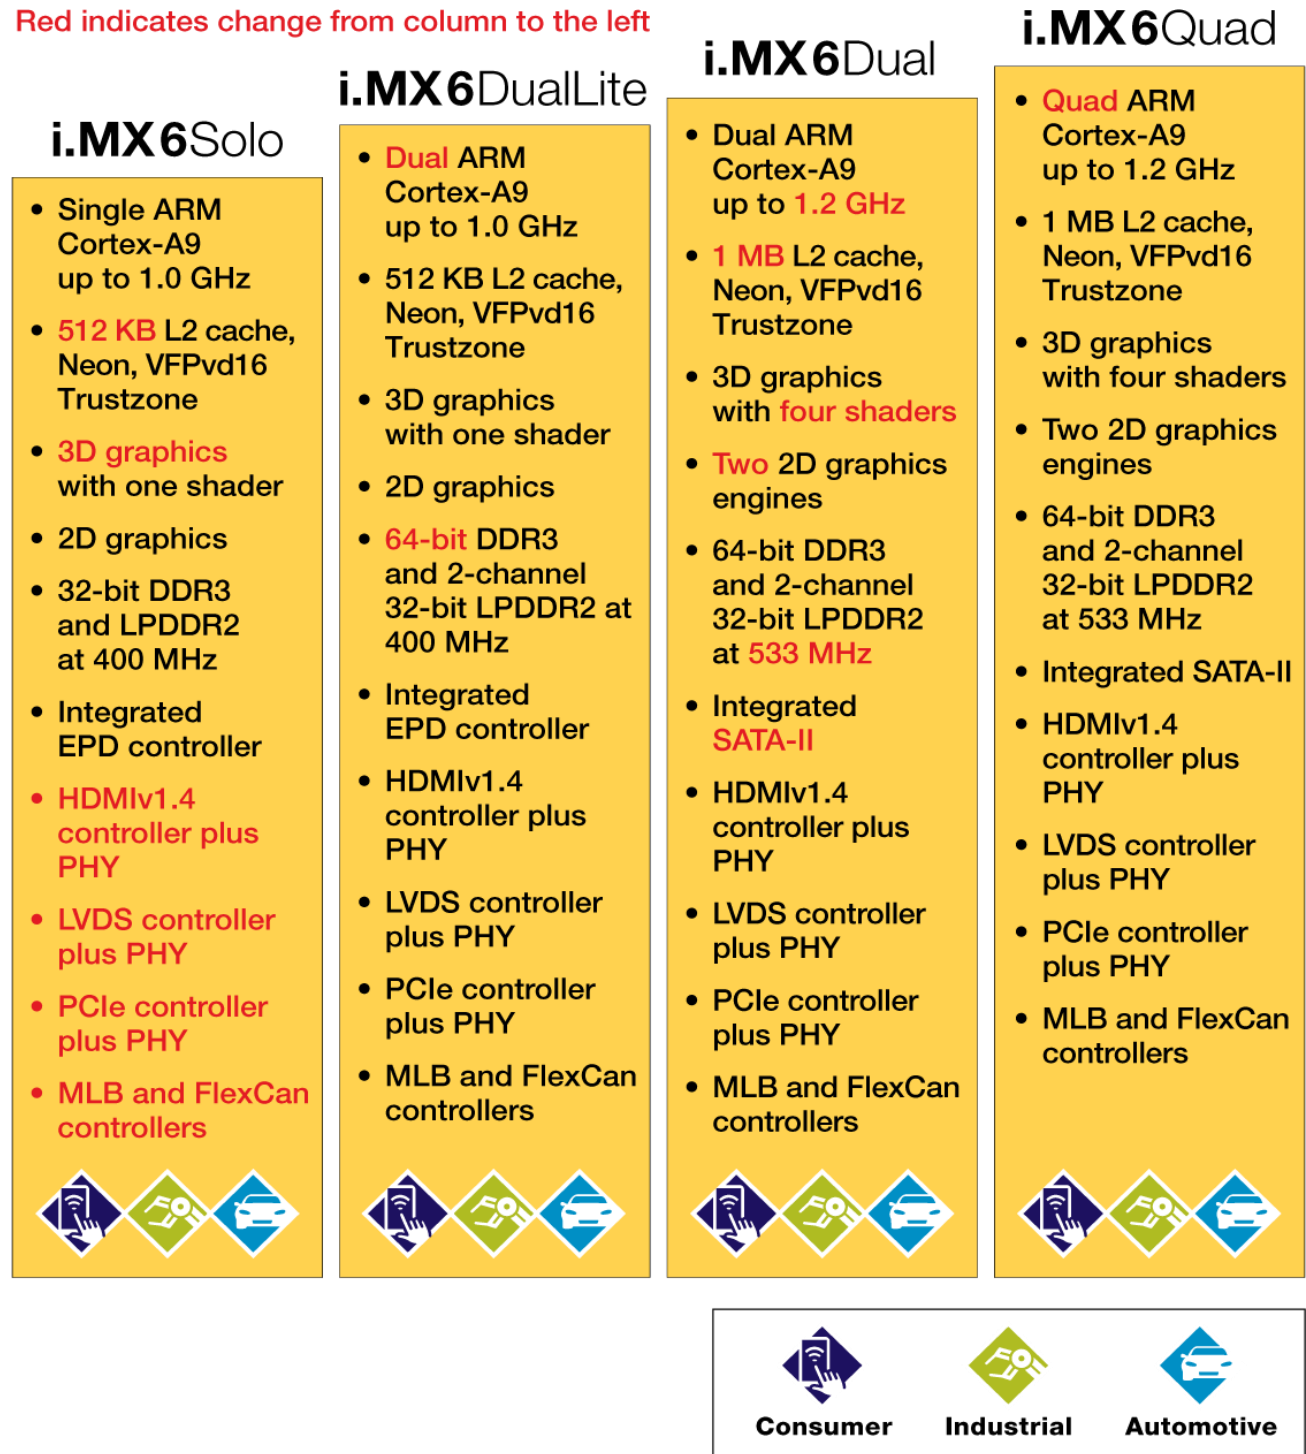 Red indicates change from column to the left
i.MX6Solo
• Single ARM
Cortex-A9
up to 1.0 GHz
• 512 KB L2 cache,
Neon, VFPvd16
Trustzone
• 3D graphics
with one shader
• 2D graphics
• 32-bit DDR3
and LPDDR2
at 400 MHz
• Integrated
EPD controller
• HDMIv1.4
controller plus
PHY
• LVDS controller
plus PHY
• PCIe controller
plus PHY
• MLB and FlexCan
controllers
i.MX6DualLite
• Dual ARM
Cortex-A9
up to 1.0 GHz
• 512 KB L2 cache,
Neon, VFPvd16
Trustzone
• 3D graphics
with one shader
• 2D graphics
• 64-bit DDR3
and 2-channel
32-bit LPDDR2 at
400 MHz
• Integrated
EPD controller
• HDMIv1.4
controller plus
PHY
• LVDS controller
plus PHY
• PCIe controller
plus PHY
• MLB and FlexCan
controllers
i.MX6Dual
• Dual ARM
Cortex-A9
up to 1.2 GHz
• 1 MB L2 cache,
Neon, VFPvd16
Trustzone
• 3D graphics
with four shaders
• Two 2D graphics
engines
• 64-bit DDR3
and 2-channel
32-bit LPDDR2
at 533 MHz
• Integrated
SATA-II
• HDMIv1.4
controller plus
PHY
• LVDS controller
plus PHY
• PCIe controller
plus PHY
• MLB and FlexCan
controllers
i.MX6Quad
• Quad ARM
Cortex-A9
up to 1.2 GHz
• 1 MB L2 cache,
Neon, VFPvd16
Trustzone
• 3D graphics
with four shaders
• Two 2D graphics
engines
• 64-bit DDR3
and 2-channel
32-bit LPDDR2
at 533 MHz
• Integrated SATA-II
• HDMIv1.4
controller plus
PHY
• LVDS controller
plus PHY
• PCIe controller
plus PHY
• MLB and FlexCan
controllers
Consumer
Industrial
Automotive